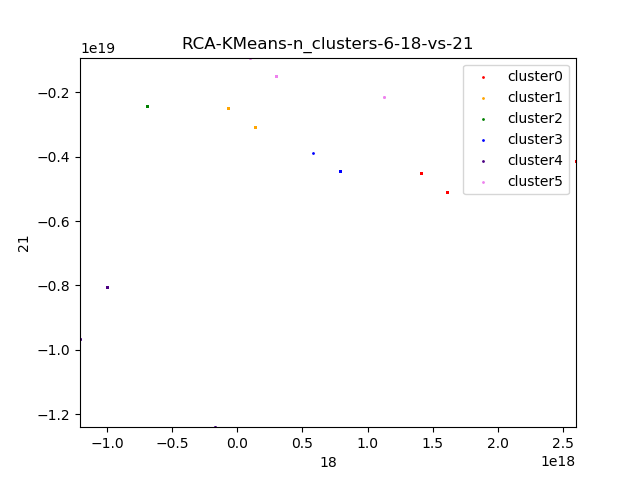 RCA-KMeans-n_clusters-6-18-vs-21
1e19
−0.2
−0.4
−0.6
−0.8
−1.0
−1.2
21
cluster0
cluster1
cluster2
cluster3
cluster4
cluster5
−1.0 −0.5 0.0 0.5 1.0 1.5 2.0 2.5
18
1e18